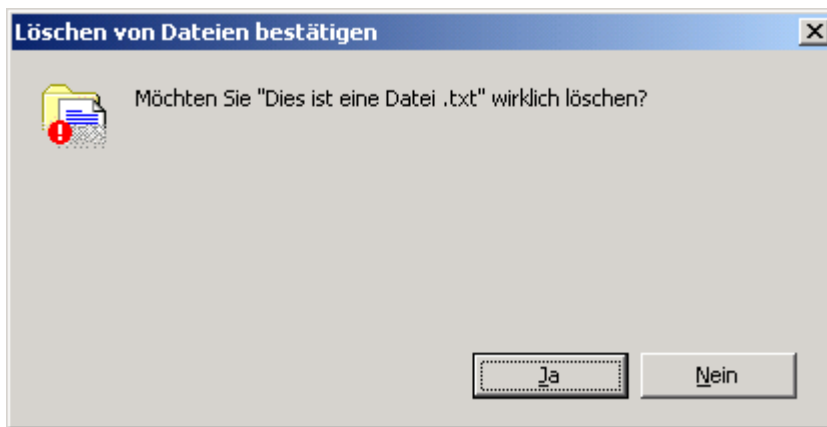 Löschen von Dateien bestätigen
Möchten Sie "Dies ist eine Datei .txt" wirklich löschen?
Ja
Nein